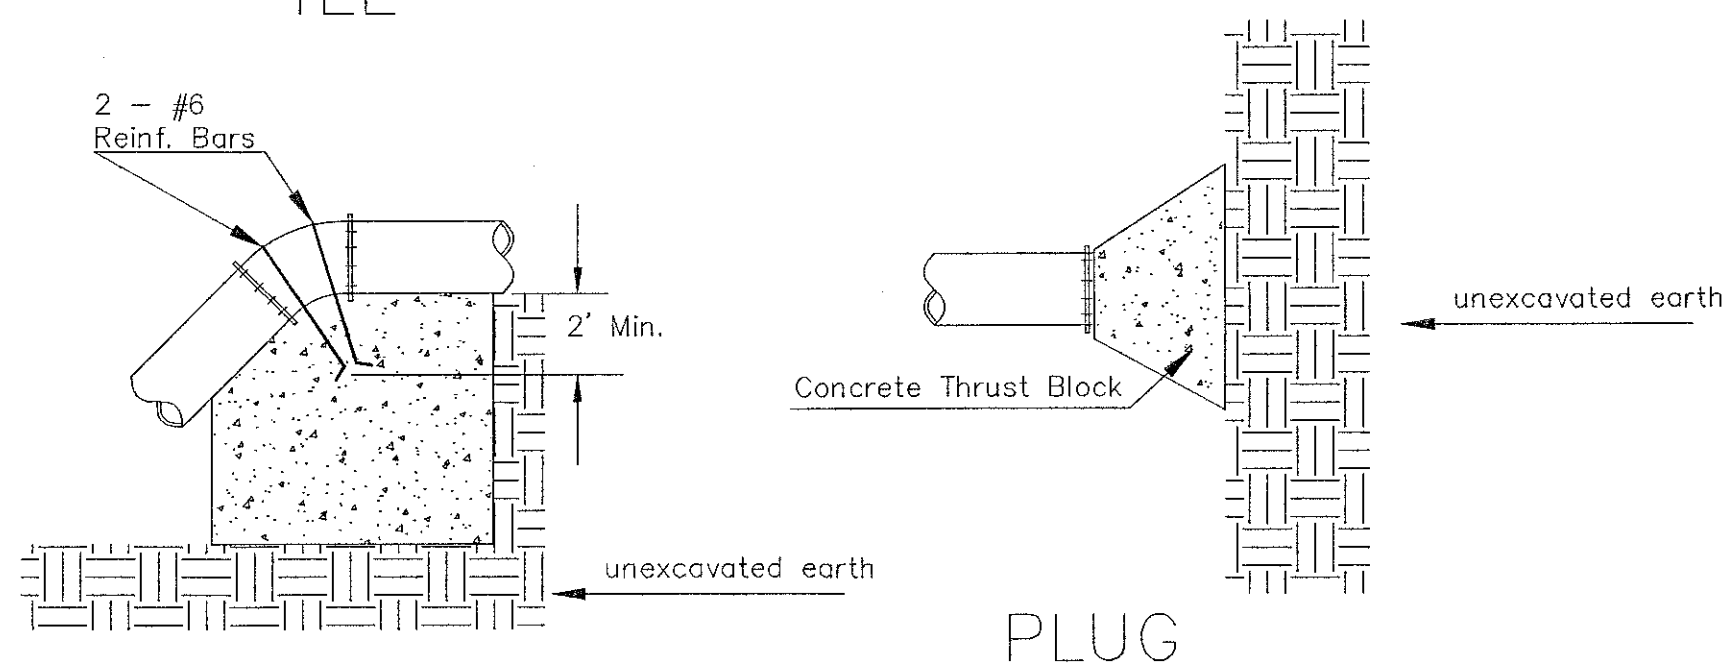 TEE
2 - #6
Reinf. Bars
2' Min.
unexcavated earth
Concrete Thrust Block
unexcavated earth
PLUG